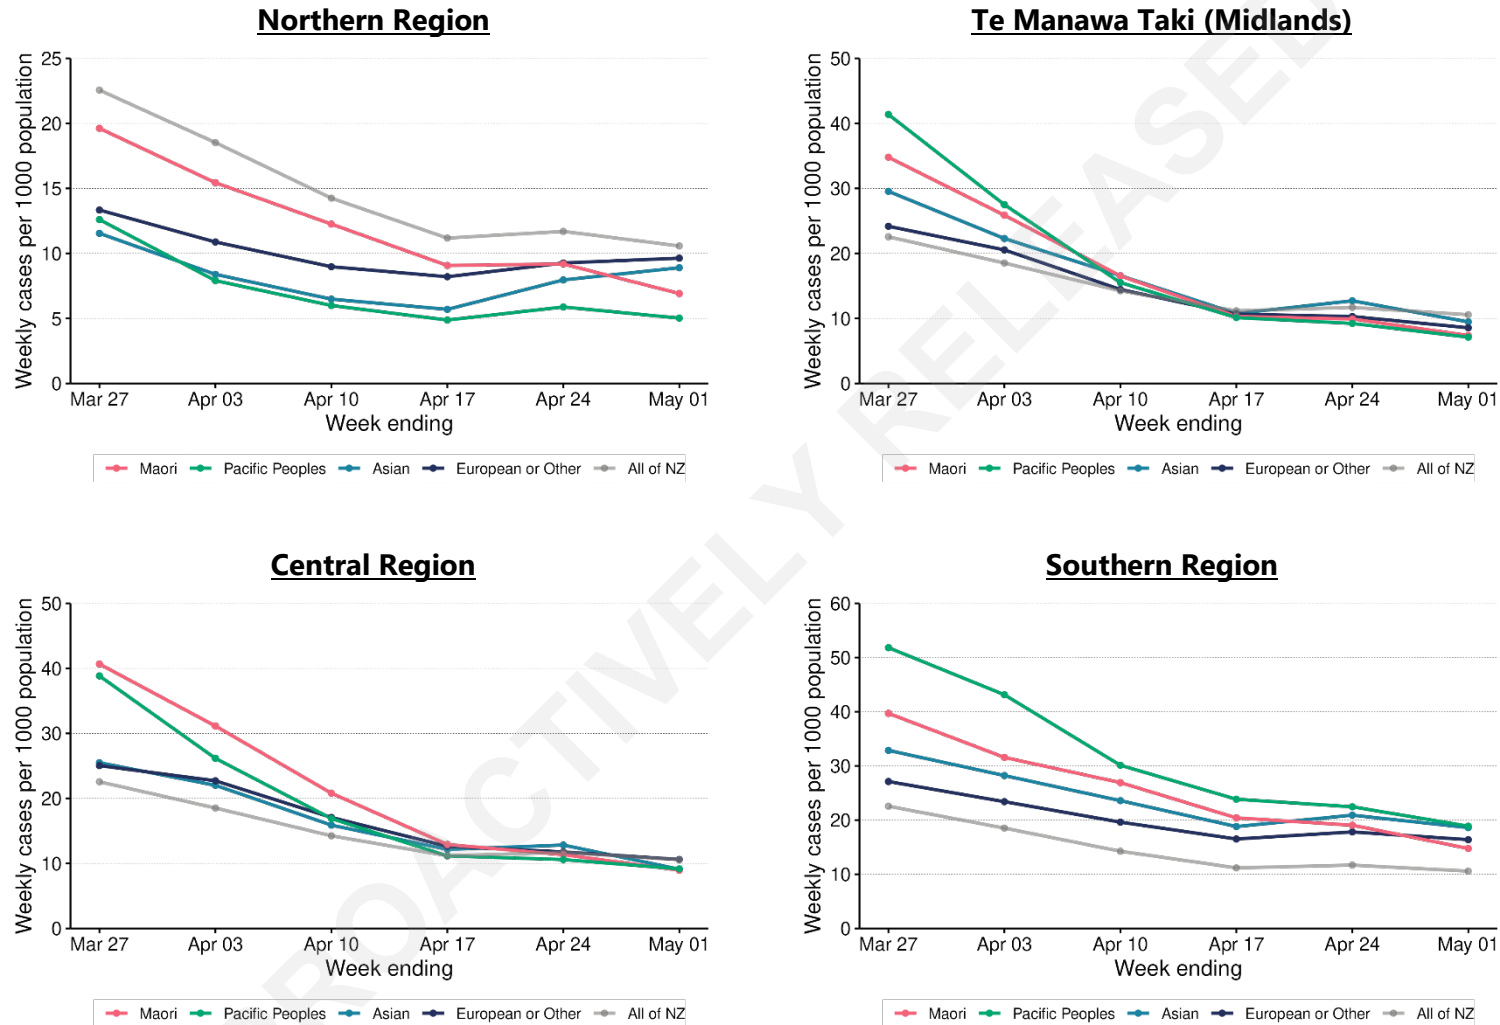 Northern Region
Weekly cases per 1000 population
25
20
15
10
5
0
Mar 27 Apr 03 Apr 10 Apr 17 Apr 24 May 01
Week ending
Maori Pacific Peoples Asian European or Other All of NZ
Te Manawa Taki (Midlands)
Weekly cases per 1000 population
50
40
30
20
10
0
Mar 27 Apr 03 Apr 10 Apr 17 Apr 24 May 01
Week ending
Maori Pacific Peoples Asian European or Other All of NZ
Central Region
Weekly cases per 1000 population
50
40
30
20
10
0
Mar 27 Apr 03 Apr 10 Apr 17 Apr 24 May 01
Week ending
Maori Pacific Peoples Asian European or Other All of NZ
Southern Region
Weekly cases per 1000 population
60
50
40
30
20
10
0
Mar 27 Apr 03 Apr 10 Apr 17 Apr 24 May 01
Week ending
Maori Pacific Peoples Asian European or Other All of NZ
ROACTIVELY RELEASED